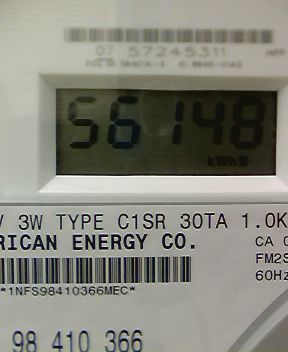 07 57245311
56148
kWh
V 3W TYPE C1SR 30TA 1.0K
RICAN ENERGY CO.
CA 0
FM2S
60Hz
*1NFS98410366MEC*
98 410 366